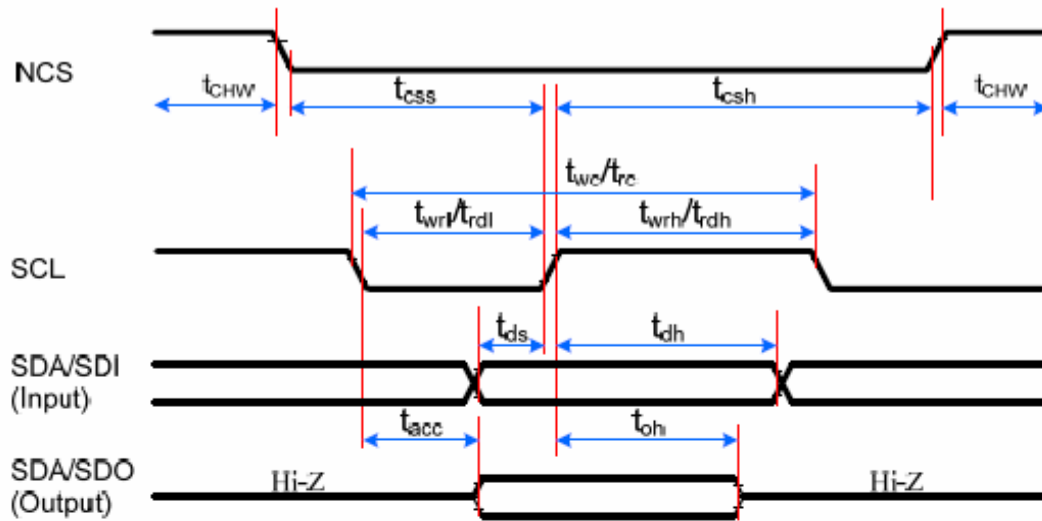 NCS
tCHW tcss tcsh tCHW
twc/trc
twrl/trdl twrh/trdh
SCL
tds tdh
SDA/SDI
(Input)
tacc toh
SDA/SDO
(Output)
Hi-Z Hi-Z